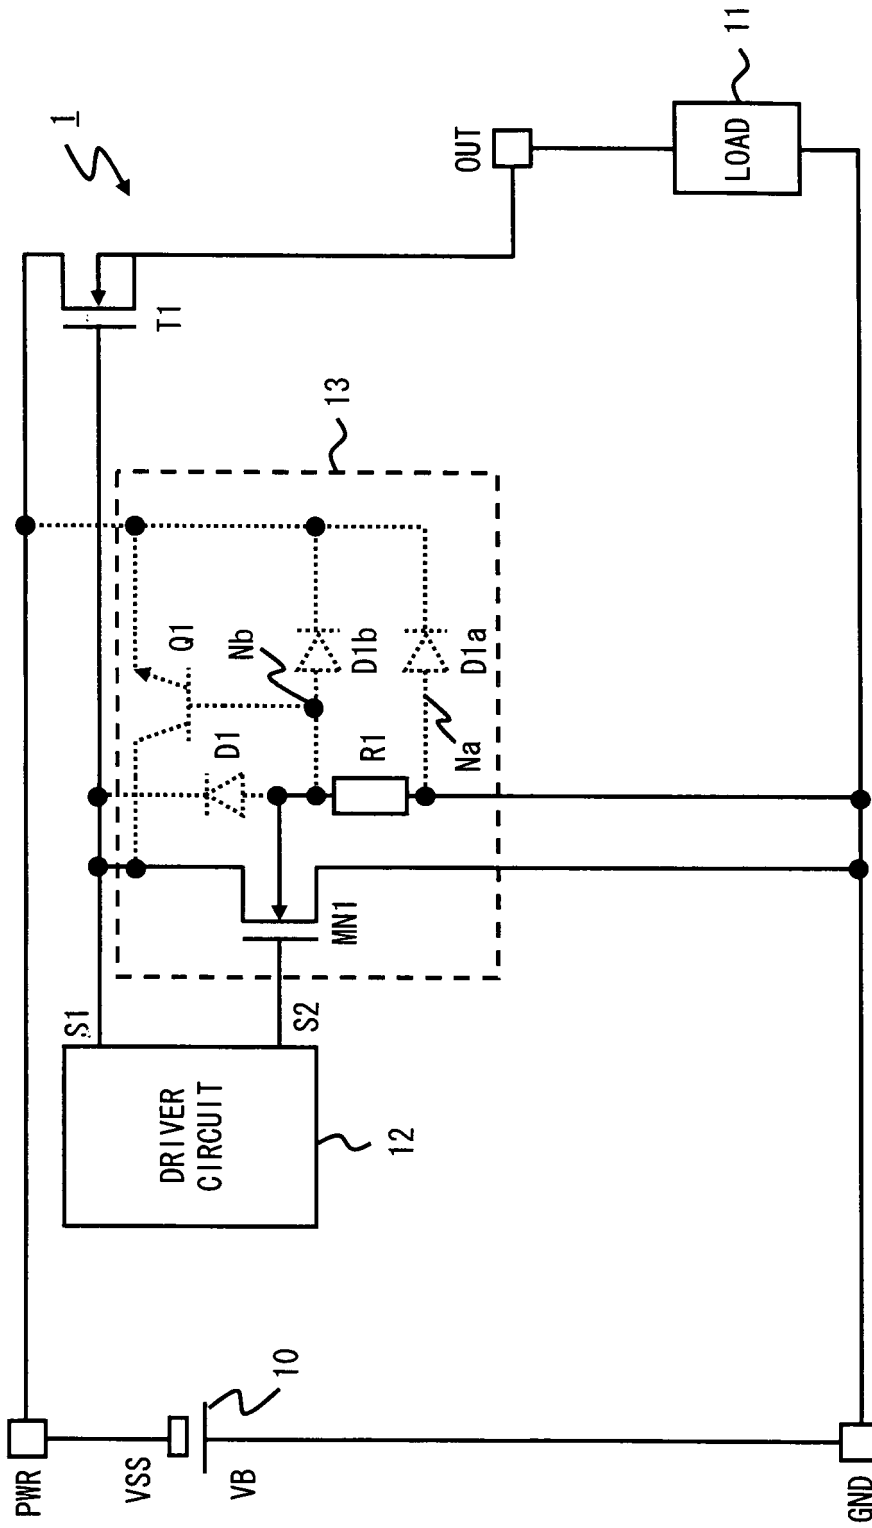 1
PWR
VSS
VB
10
GND
DRIVER
CIRCUIT
12
S1
S2
MN1
D1
Q1
Nb
D1b
R1
Na
D1a
13
T1
OUT
LOAD
11